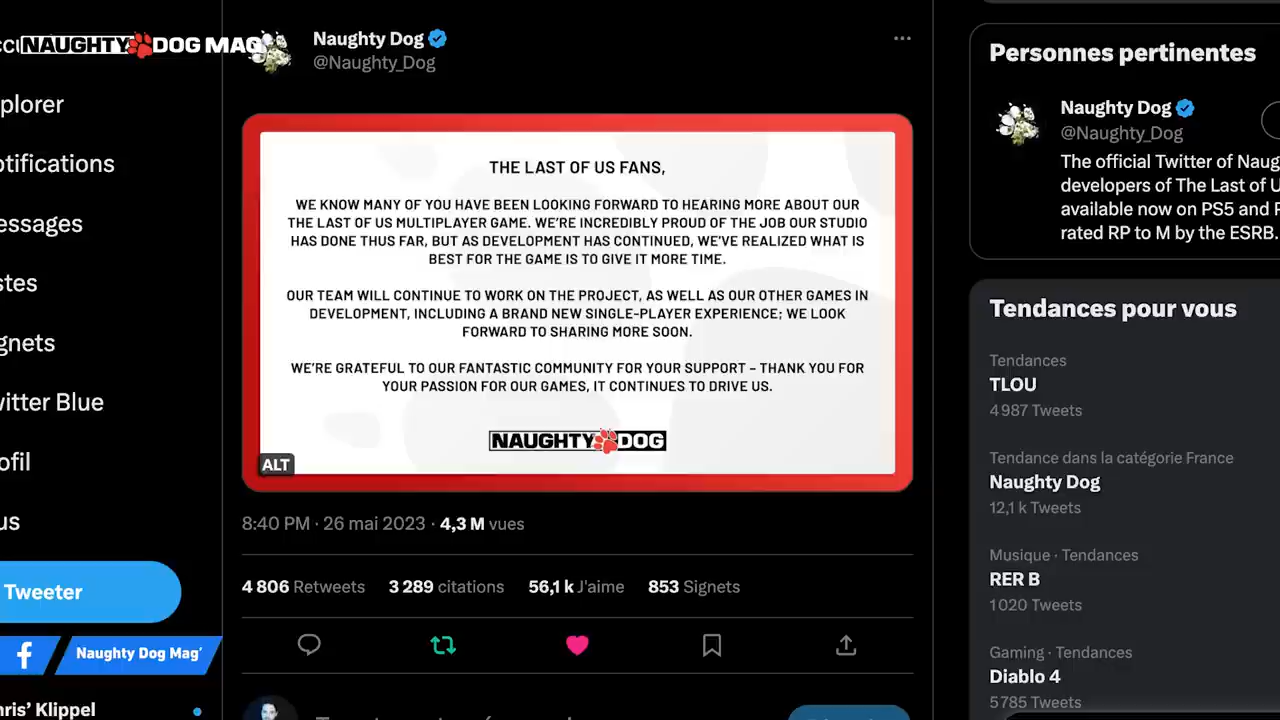 NAUGHTY DOG MAG'
plorer
otifications
essages
stes
gnets
witter Blue
ofil
us
Tweeter
Naughty Dog Mag'
hris' Klippel
Naughty Dog
@Naughty_Dog
THE LAST OF US FANS,
WE KNOW MANY OF YOU HAVE BEEN LOOKING FORWARD TO HEARING MORE ABOUT OUR
THE LAST OF US MULTIPLAYER GAME. WE'RE INCREDIBLY PROUD OF THE JOB OUR STUDIO
HAS DONE THUS FAR, BUT AS DEVELOPMENT HAS CONTINUED, WE'VE REALIZED WHAT IS
BEST FOR THE GAME IS TO GIVE IT MORE TIME.
OUR TEAM WILL CONTINUE TO WORK ON THE PROJECT, AS WELL AS OUR OTHER GAMES IN
DEVELOPMENT, INCLUDING A BRAND NEW SINGLE-PLAYER EXPERIENCE; WE LOOK
FORWARD TO SHARING MORE SOON.
WE'RE GRATEFUL TO OUR FANTASTIC COMMUNITY FOR YOUR SUPPORT – THANK YOU FOR
YOUR PASSION FOR OUR GAMES, IT CONTINUES TO DRIVE US.
NAUGHTY DOG
ALT
8:40 PM · 26 mai 2023 · 4,3 M vues
4 806 Retweets 3 289 citations 56,1 k J'aime 853 Signets
Personnes pertinentes
Naughty Dog
@Naughty_Dog
The official Twitter of Naug
developers of The Last of U
available now on PS5 and P
rated RP to M by the ESRB.
Tendances pour vous
Tendances
TLOU
4 987 Tweets
Tendance dans la catégorie France
Naughty Dog
12,1 k Tweets
Musique · Tendances
RER B
1 020 Tweets
Gaming · Tendances
Diablo 4
5 785 Tweets